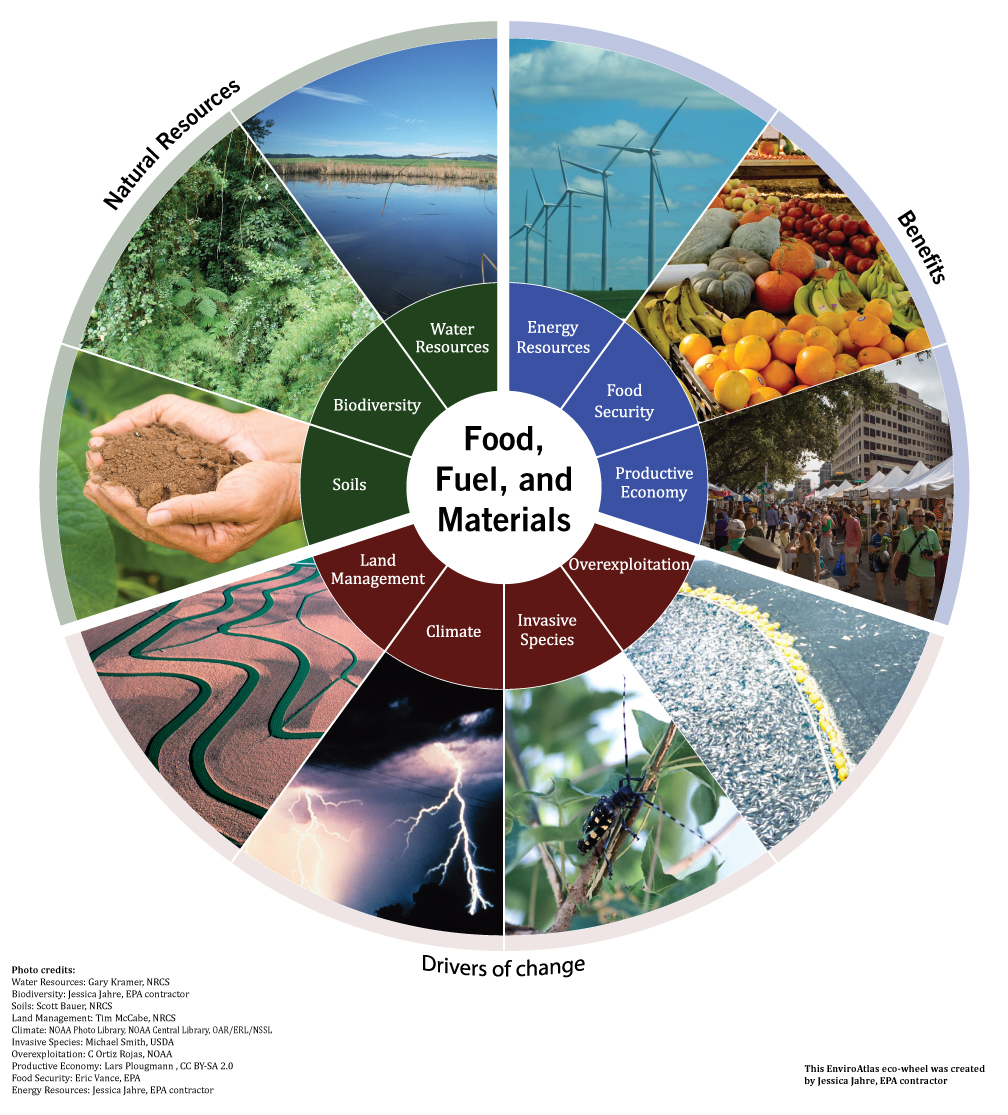 Natural Resources
Benefits
Water
Resources
Energy
Resources
Biodiversity
Food
Security
Soils
Productive
Economy
Food,
Fuel, and
Materials
Land
Management
Overexploitation
Climate
Invasive
Species
Drivers of change
Photo credits:
Water Resources: Gary Kramer, NRCS
Biodiversity: Jessica Jahre, EPA contractor
Soils: Scott Bauer, NRCS
Land Management: Tim McCabe, NRCS
Climate: NOAA Photo Library, NOAA Central Library, OAR/ERL/NSSL
Invasive Species: Michael Smith, USDA
Overexploitation: C Ortiz Rojas, NOAA
Productive Economy: Lars Plougmann , CC BY-SA 2.0
Food Security: Eric Vance, EPA
Energy Resources: Jessica Jahre, EPA contractor
This EnviroAtlas eco-wheel was created
by Jessica Jahre, EPA contractor